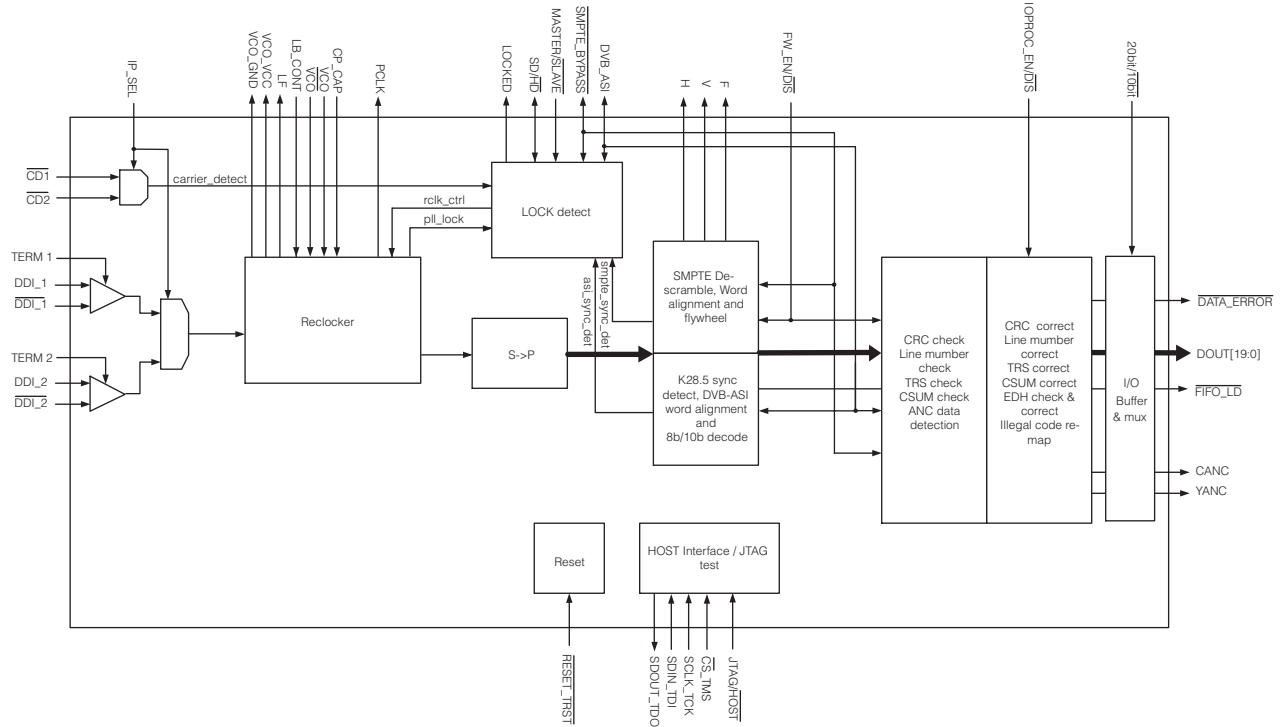 IP_SEL
VCO_GND
VCO_VCC
LF
LB_CONT
VCO
VCO
CP_CAP
PCLK
LOCKED
SD/HD
MASTER/SLAVE
SMPTE_BYPASS
DVB_ASI
H
V
F
FW_EN/DIS
IOPROC_EN/DIS
20bit/10bit
CD1
CD2
carrier_detect
rclk_ctrl
pll_lock
LOCK detect
TERM 1
DDI_1
DDI_1
TERM 2
DDI_2
DDI_2
Reclocker
S->P
asi_sync_det
smpte_sync_det
SMPTE De-
scramble, Word
alignment and
flywheel
K28.5 sync
detect, DVB-ASI
word alignment
and
8b/10b decode
CRC check
Line mumber
check
TRS check
CSUM check
ANC data
detection
CRC correct
Line mumber
correct
TRS correct
CSUM correct
EDH check &
correct
Illegal code re-
map
I/O
Buffer
& mux
DATA_ERROR
DOUT[19:0]
FIFO_LD
CANC
YANC
Reset
HOST Interface / JTAG
test
RESET_TRST
SDOUT_TDO
SDIN_TDI
SCLK_TCK
CS_TMS
JTAG/HOST